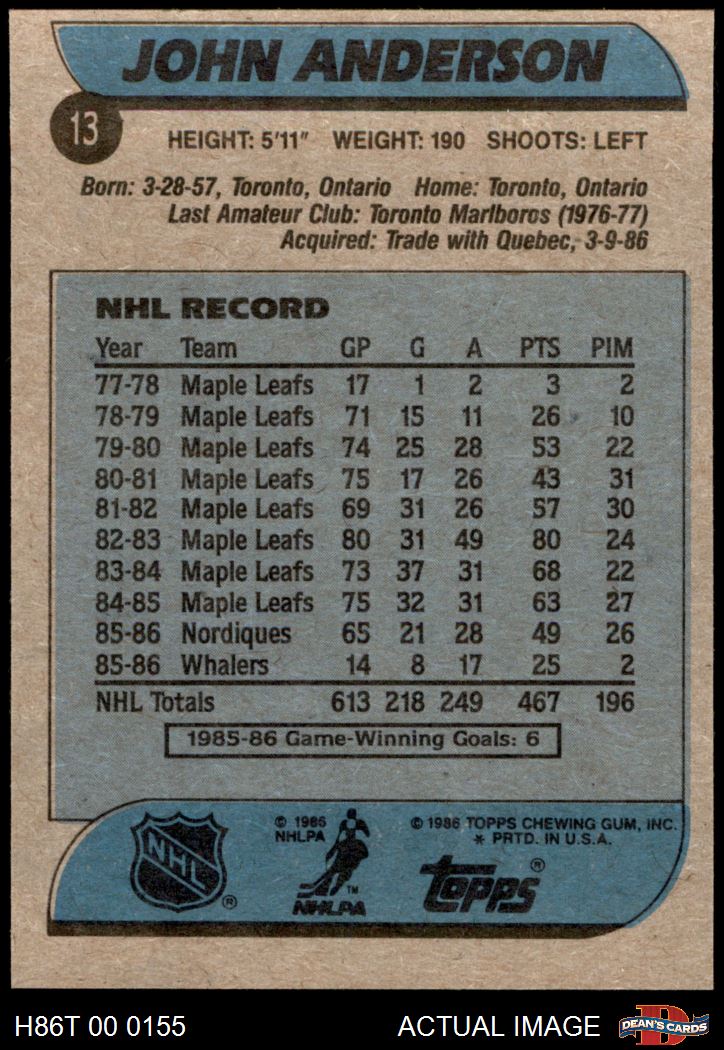 JOHN ANDERSON
13
HEIGHT: 5'11" WEIGHT: 190 SHOOTS: LEFT
Born: 3-28-57, Toronto, Ontario Home: Toronto, Ontario
Last Amateur Club: Toronto Marlboros (1976-77)
Acquired: Trade with Quebec, 3-9-86
NHL RECORD
Year Team GP G A PTS PIM
77-78 Maple Leafs 17 1 2 3 2
78-79 Maple Leafs 71 15 11 26 10
79-80 Maple Leafs 74 25 28 53 22
80-81 Maple Leafs 75 17 26 43 31
81-82 Maple Leafs 69 31 26 57 30
82-83 Maple Leafs 80 31 49 80 24
83-84 Maple Leafs 73 37 31 68 22
84-85 Maple Leafs 75 32 31 63 27
85-86 Nordiques 65 21 28 49 26
85-86 Whalers 14 8 17 25 2
NHL Totals 613 218 249 467 196
1985-86 Game-Winning Goals: 6
NHL ®
© 1986
NHLPA
™
NHLPA
© 1986 TOPPS CHEWING GUM, INC.
* PRTD. IN U.S.A.
topps ®
H86T 00 0155
ACTUAL IMAGE
D
DEAN'S CARDS